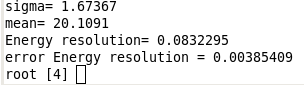 sigma= 1.67367
mean= 20.1091
Energy resolution= 0.0832295
error Energy resolution = 0.00385409
root [4]